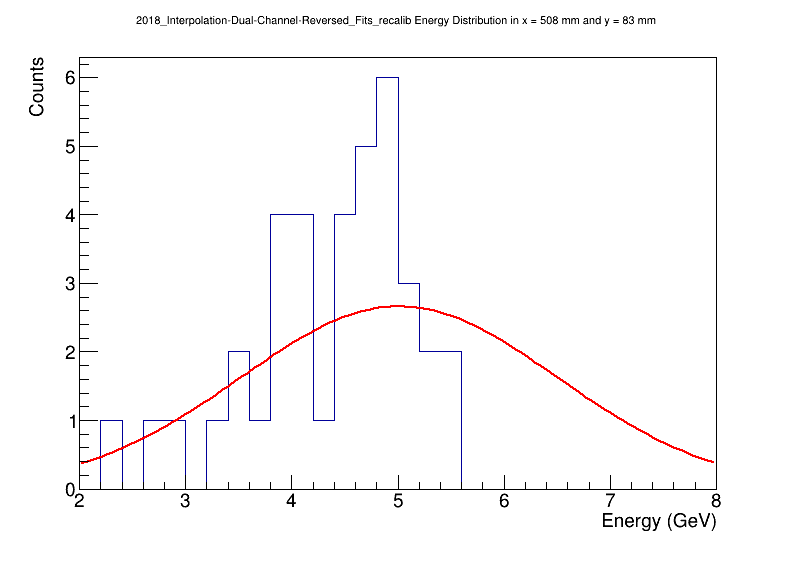 2018_Interpolation-Dual-Channel-Reversed_Fits_recalib Energy Distribution in x = 508 mm and y = 83 mm
Counts
6
5
4
3
2
1
0
2 3 4 5 6 7 8
Energy (GeV)